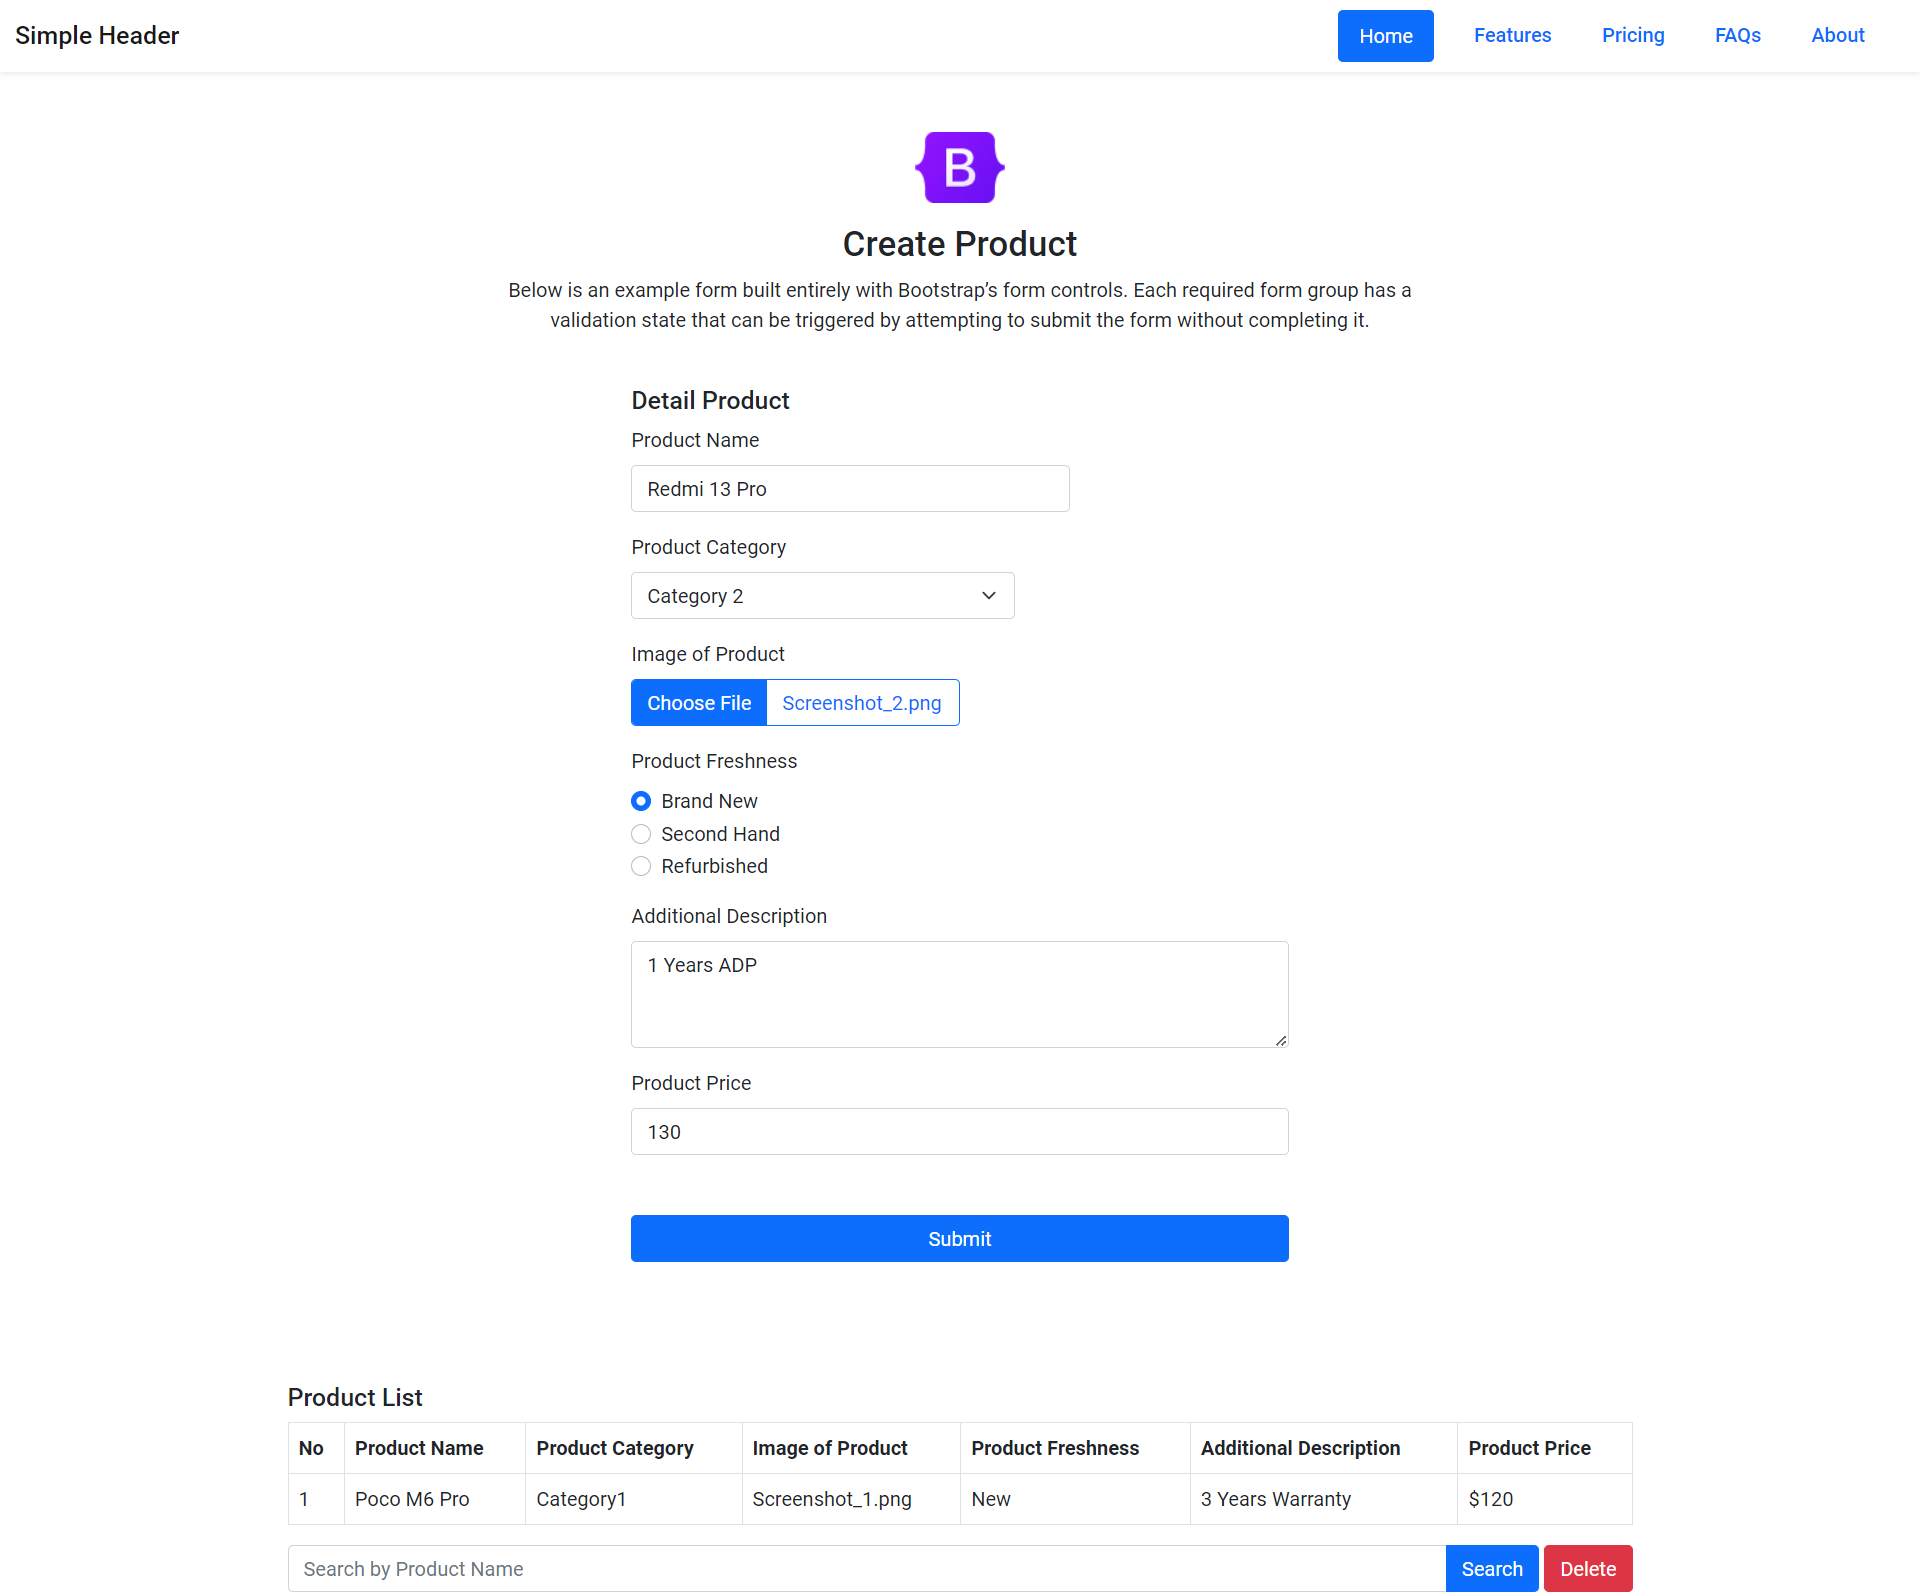 Simple Header
Home Features Pricing FAQs About
B
Create Product
Below is an example form built entirely with Bootstrap’s form controls. Each required form group has a
validation state that can be triggered by attempting to submit the form without completing it.
Detail Product
Product Name
Redmi 13 Pro
Product Category
Category 2
Image of Product
Choose File Screenshot_2.png
Product Freshness
Brand New
Second Hand
Refurbished
Additional Description
1 Years ADP
Product Price
130
Submit
Product List
No Product Name Product Category Image of Product Product Freshness Additional Description Product Price
1 Poco M6 Pro Category1 Screenshot_1.png New 3 Years Warranty $120
Search by Product Name Search Delete